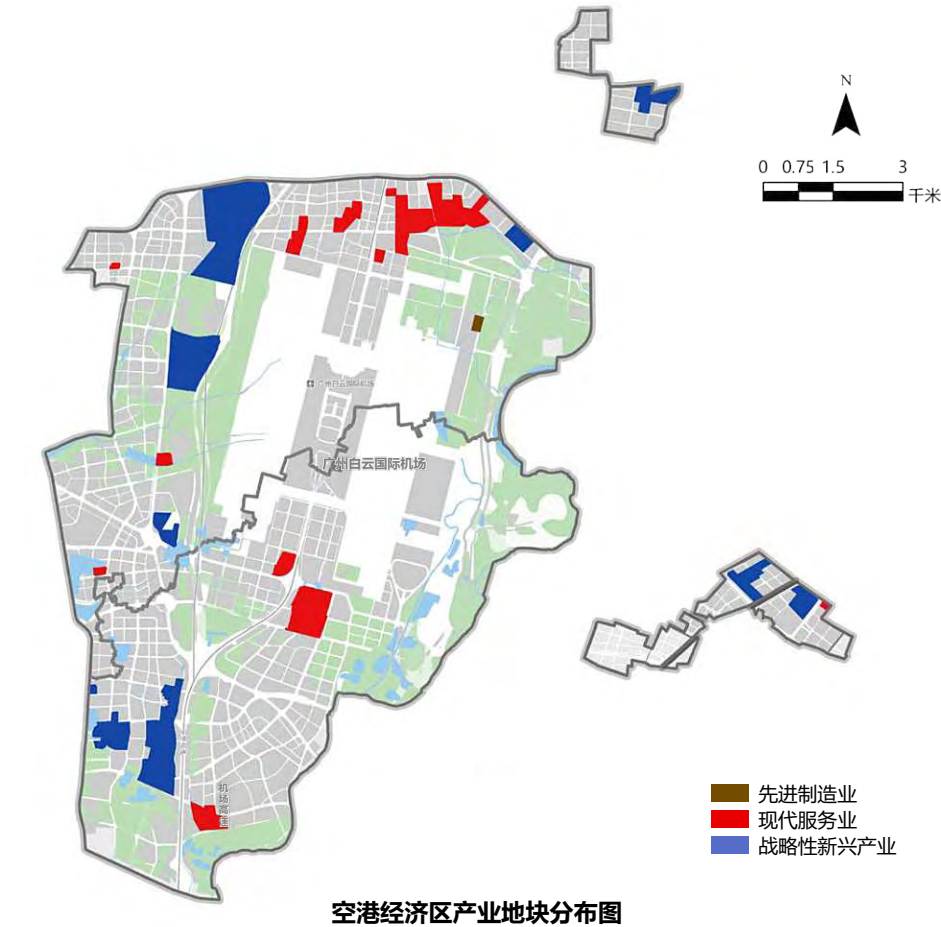 N
0 0.75 1.5 3
千米
广州白云国际机场
广州白云国际机场
机场高速
先进制造业
现代服务业
战略性新兴产业
空港经济区产业地块分布图